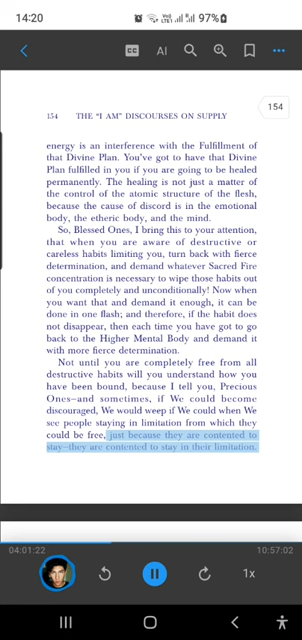 14:20
97%
CC
AI
154
154 THE "I AM" DISCOURSES ON SUPPLY
energy is an interference with the Fulfillment of
that Divine Plan. You've got to have that Divine
Plan fulfilled in you if you are going to be healed
permanently. The healing is not just a matter of
the control of the atomic structure of the flesh,
because the cause of discord is in the emotional
body, the etheric body, and the mind.
So, Blessed Ones, I bring this to your attention,
that when you are aware of destructive or
careless habits limiting you, turn back with fierce
determination, and demand whatever Sacred Fire
concentration is necessary to wipe those habits out
of you completely and unconditionally! Now when
you want that and demand it enough, it can be
done in one flash; and therefore, if the habit does
not disappear, then each time you have got to go
back to the Higher Mental Body and demand it
with more fierce determination.
Not until you are completely free from all
destructive habits will you understand how you
have been bound, because I tell you, Precious
Ones—and sometimes, if We could become
discouraged, We would weep if We could when We
see people staying in limitation from which they
could be free, just because they are contented to
stay—they are contented to stay in their limitation.
04:01:22
10:57:02
1x